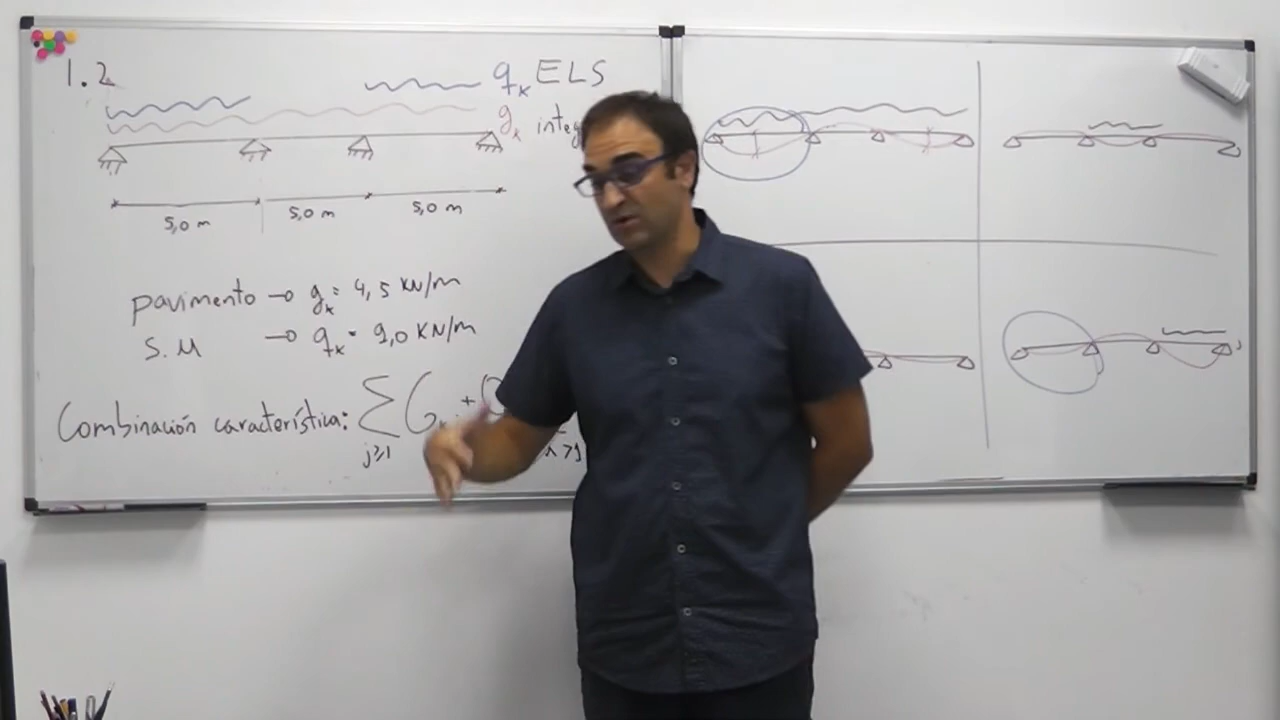 1.2
qk ELS
gk
5,0 m 5,0 m 5,0 m
pavimento → gk = 4,5 KN/m
S.U → qk = 9,0 KN/m
Combinación característica: ∑ G +
j≥1 >1